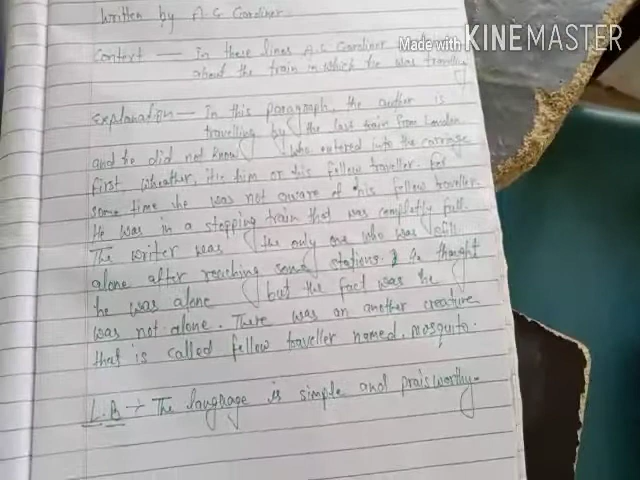 Written by A. G. Gardiner.
Made with KINEMASTER
Context — In these lines A.G Gardiner
about the train in which he was travelling
Explanation — In this paragraph the author is
travelling by the last train from London
and he did not know who entered into the carrage
first wheather, it is him or his fellow traveller. For
some time he was not aware of his fellow traveller.
He was in a stopping train that was completly full.
The writer was the only one who was left
alone after reaching some stations. He thought
he was alone but the fact was he
was not alone. There was an another creature
that is called fellow traveller named, mosquito.
L.B → The language is simple and praisworthy.